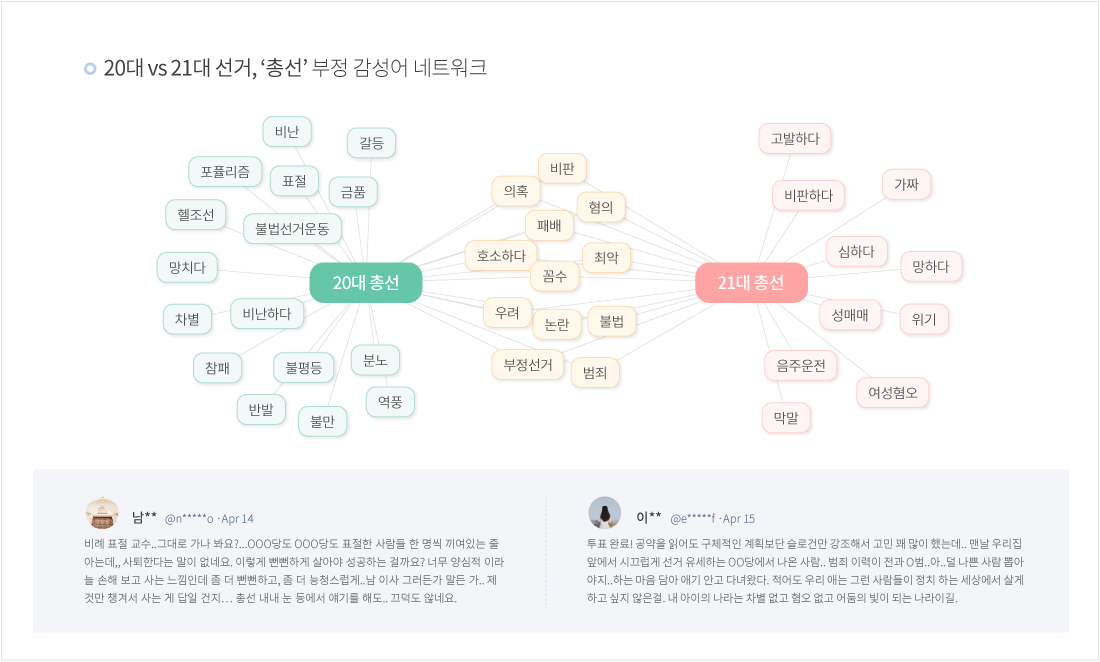 20대 vs 21대 선거, ‘총선’ 부정 감성어 네트워크
비난
갈등
포퓰리즘
표절
금품
헬조선
불법선거운동
망치다
20대 총선
차별
비난하다
참패
불평등
분노
반발
불만
역풍
비판
의혹
혐의
패배
호소하다
최악
꼼수
우려
논란
불법
부정선거
범죄
고발하다
비판하다
가짜
심하다
망하다
21대 총선
성매매
위기
음주운전
여성혐오
막말
남** @n*****o ·Apr 14
비례 표절 교수..그대로 가나 봐요?...OOO당도 OOO당도 표절한 사람들 한 명씩 끼여있는 줄
아는데,, 사퇴한다는 말이 없네요. 이렇게 뻔뻔하게 살아야 성공하는 걸까요? 너무 양심적 이라
늘 손해 보고 사는 느낌인데 좀 더 뻔뻔하고, 좀 더 능청스럽게..남 이사 그러든가 말든 가.. 제
것만 챙겨서 사는 게 답일 건지… 총선 내내 눈 등에서 얘기를 해도.. 끄덕도 않네요.
이** @e*****f ·Apr 15
투표 완료! 공약을 읽어도 구체적인 계획보단 슬로건만 강조해서 고민 꽤 많이 했는데.. 맨날 우리집
앞에서 시끄럽게 선거 유세하는 OO당에서 나온 사람.. 범죄 이력이 전과 O범..아..덜 나쁜 사람 뽑아
야지..하는 마음 담아 얘기 안고 다녀왔다. 적어도 우리 애는 그런 사람들이 정치 하는 세상에서 살게
하고 싶지 않은걸. 내 아이의 나라는 차별 없고 혐오 없고 어둠의 빛이 되는 나라이길.